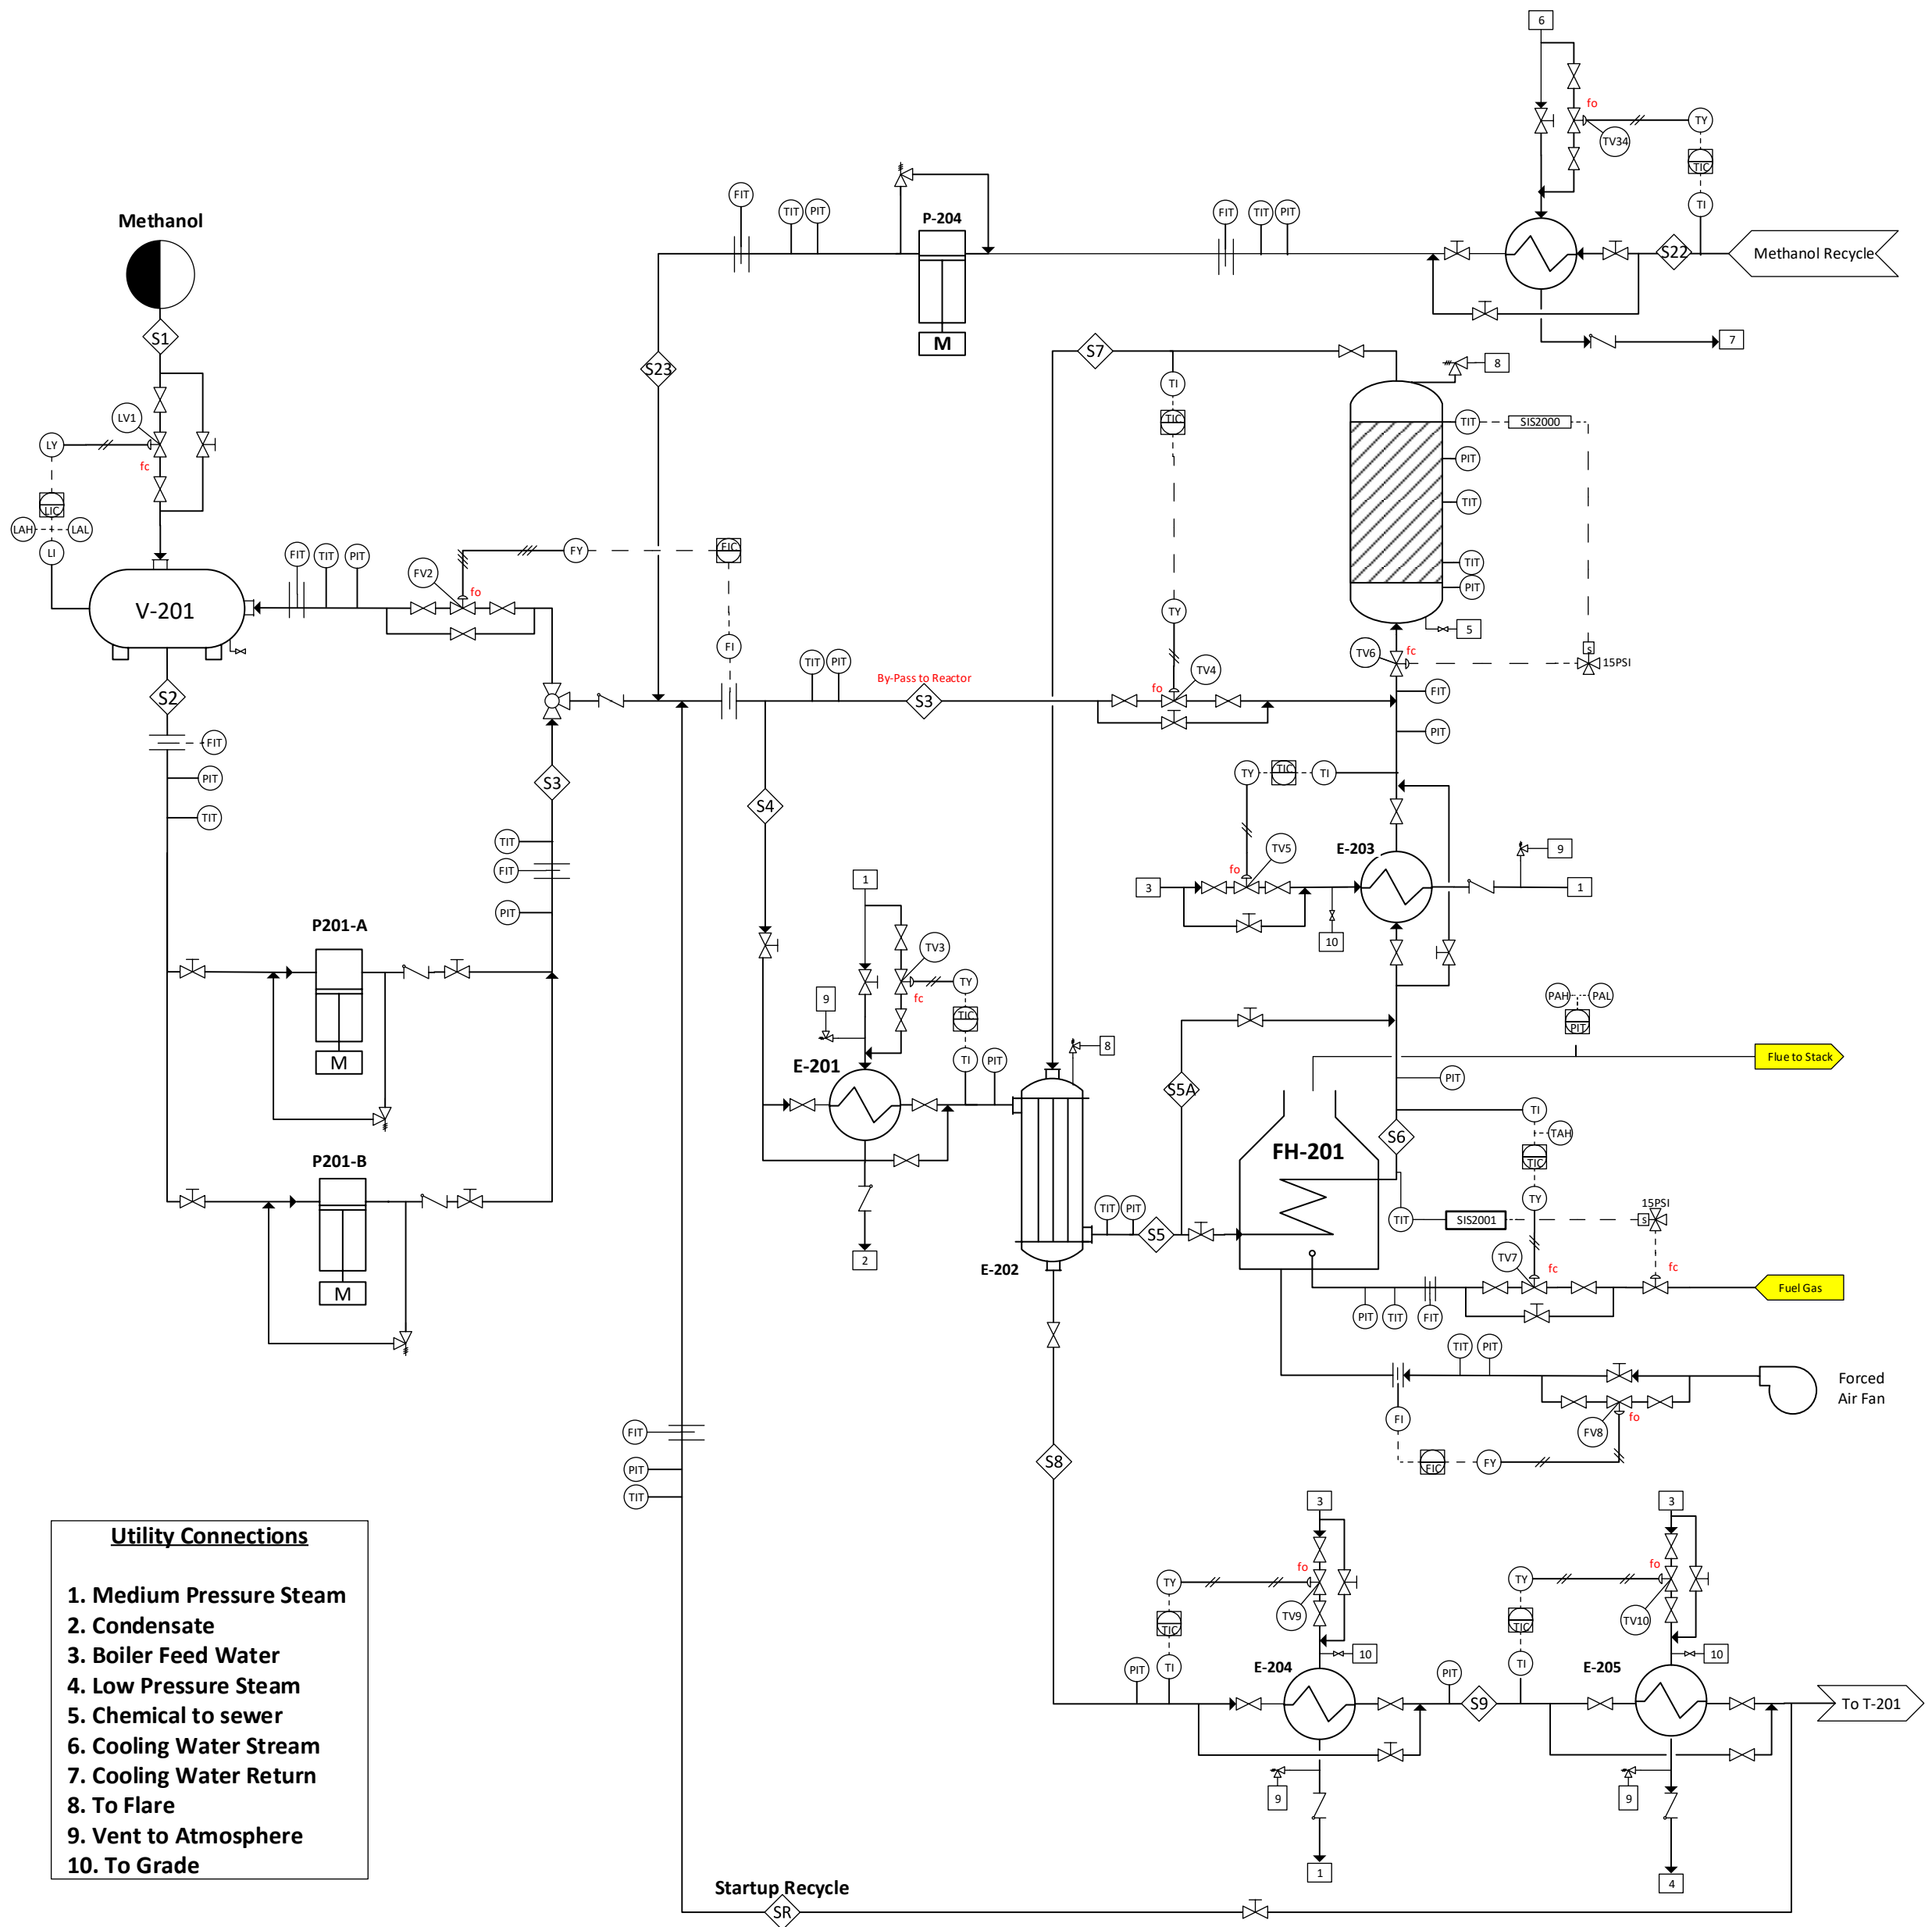 6
fo
TY
TV34
TIC
TI
FIT
TIT
PIT
P-204
M
FIT
TIT
PIT
S22
Methanol Recycle
7
Methanol
S1
LV1
LY
fc
LIC
LAH
LAL
LI
V-201
S23
S7
TI
TIC
8
TIT
SIS2000
PIT
TIT
TIT
PIT
5
FIT
TIT
PIT
FV2
fo
FY
FIC
FI
TY
TV6
fc
S
15PSI
S2
TIT
PIT
By-Pass to Reactor
S3
fo
TV4
FIT
PIT
FIT
PIT
TIT
S3
S4
TY
TIC
TI
TIT
FIT
PIT
TV5
fo
E-203
9
3
1
10
1
P201-A
M
TV3
fc
TY
TIC
TI
PIT
9
E-201
2
8
PAH
PAL
PIT
Flue to Stack
S5A
PIT
TI
TAH
TIC
S6
FH-201
TY
P201-B
M
TIT
PIT
S5
TIT
SIS2001
15PSI
S
E-202
TV7
fc
fc
Fuel Gas
PIT
TIT
FIT
TIT
PIT
Forced
Air Fan
FI
FV8
fo
FIC
FY
FIT
PIT
TIT
S8
3
3
fo
TY
TV9
TIC
PIT
TI
E-204
10
fo
TY
TV10
TIC
PIT
TI
S9
E-205
10
To T-201
9
9
1
4
Startup Recycle
SR
Utility Connections
1. Medium Pressure Steam
2. Condensate
3. Boiler Feed Water
4. Low Pressure Steam
5. Chemical to sewer
6. Cooling Water Stream
7. Cooling Water Return
8. To Flare
9. Vent to Atmosphere
10. To Grade